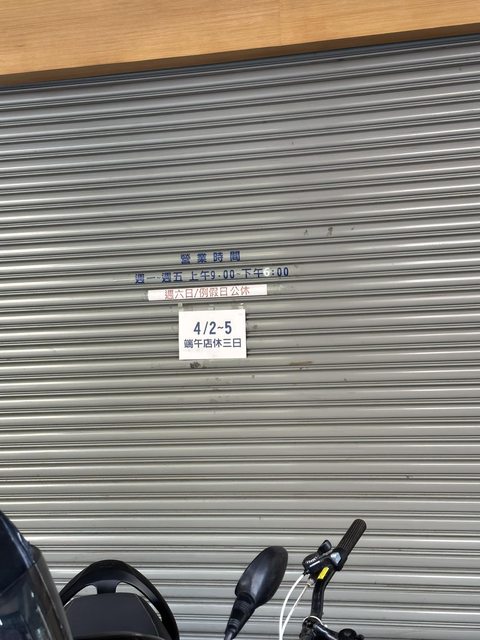 營業時間
週一~週五 上午9:00~下午6:00
週六日/例假日公休
4/2~5
端午店休三日